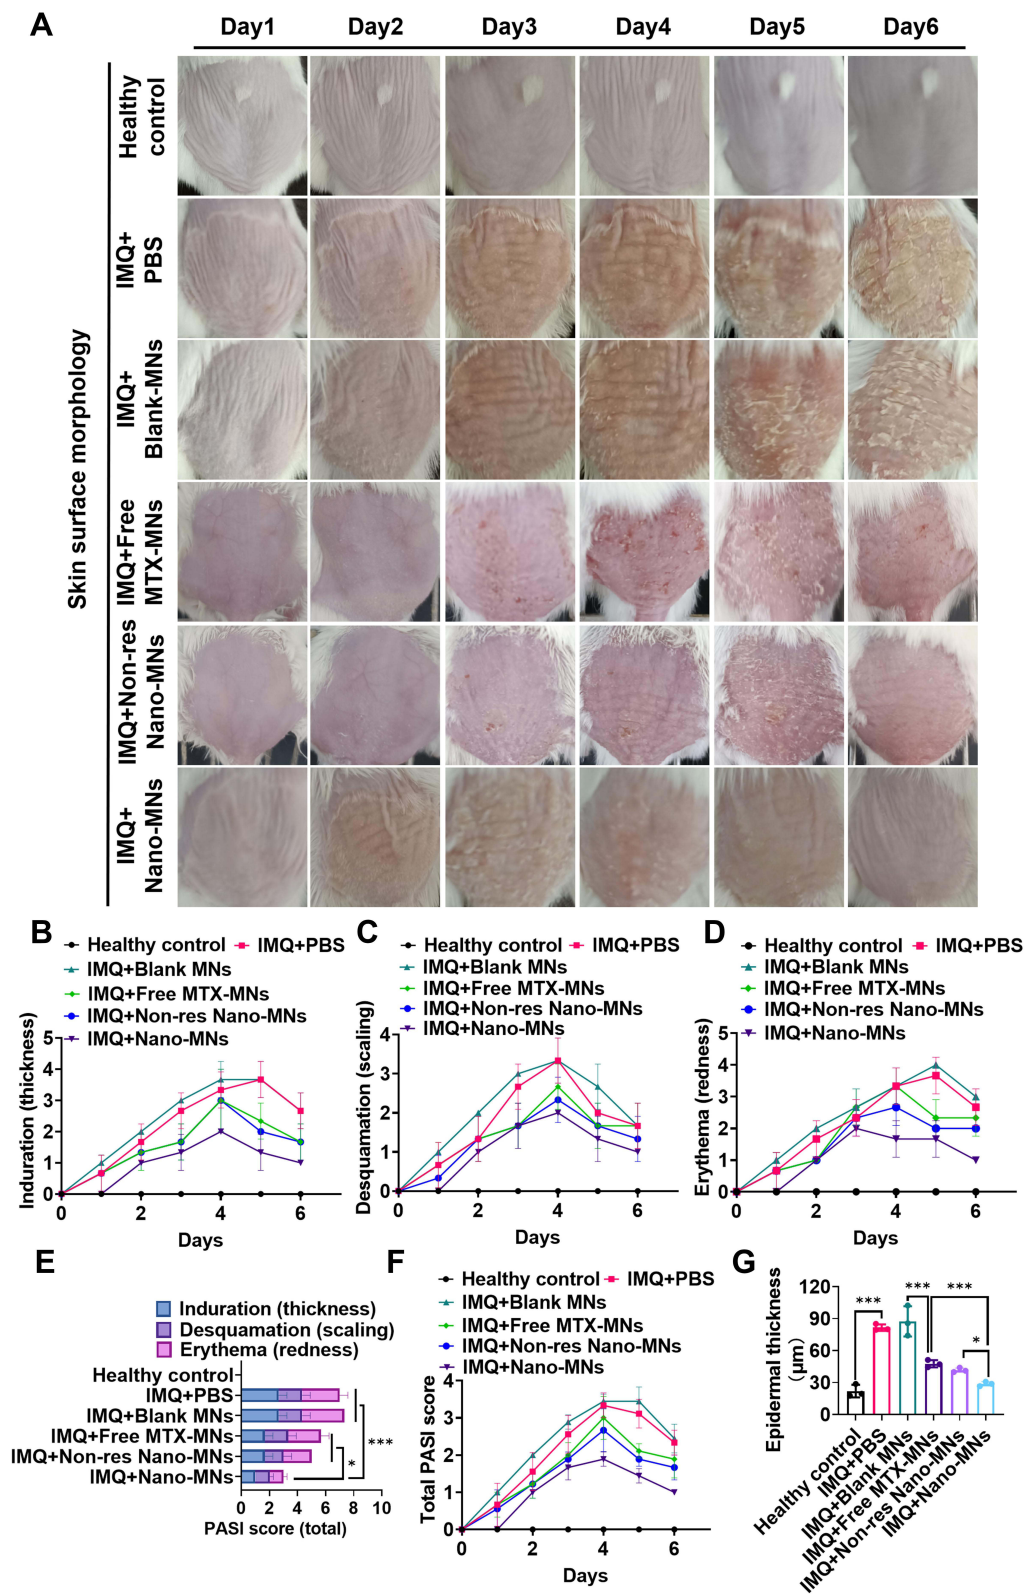 A
Day1 Day2 Day3 Day4 Day5 Day6
Skin surface morphology
Healthy
control
IMQ+
PBS
IMQ+
Blank-MNs
IMQ+Free
MTX-MNs
IMQ+Non-res
Nano-MNs
IMQ+
Nano-MNs
B
Healthy control IMQ+PBS
IMQ+Blank MNs
IMQ+Free MTX-MNs
IMQ+Non-res Nano-MNs
IMQ+Nano-MNs
Induration (thickness)
5
4
3
2
1
0
0 2 4 6
Days
C
Healthy control IMQ+PBS
IMQ+Blank MNs
IMQ+Free MTX-MNs
IMQ+Non-res Nano-MNs
IMQ+Nano-MNs
Desquamation (scaling)
4
3
2
1
0
0 2 4 6
Days
D
Healthy control IMQ+PBS
IMQ+Blank MNs
IMQ+Free MTX-MNs
IMQ+Non-res Nano-MNs
IMQ+Nano-MNs
Erythema (redness)
5
4
3
2
1
0
0 2 4 6
Days
E
Induration (thickness)
Desquamation (scaling)
Erythema (redness)
Healthy control
IMQ+PBS
IMQ+Blank MNs
IMQ+Free MTX-MNs
IMQ+Non-res Nano-MNs
IMQ+Nano-MNs
*
***
0 2 4 6 8 10
PASI score (total)
F
Healthy control IMQ+PBS
IMQ+Blank MNs
IMQ+Free MTX-MNs
IMQ+Non-res Nano-MNs
IMQ+Nano-MNs
Total PASI score
4
3
2
1
0
0 2 4 6
Days
G
Epidermal thickness
(μm)
120
90
60
30
0
*** *** ***
*
Healthy control
IMQ+PBS
IMQ+Blank MNs
IMQ+Free MTX-MNs
IMQ+Non-res Nano-MNs
IMQ+Nano-MNs